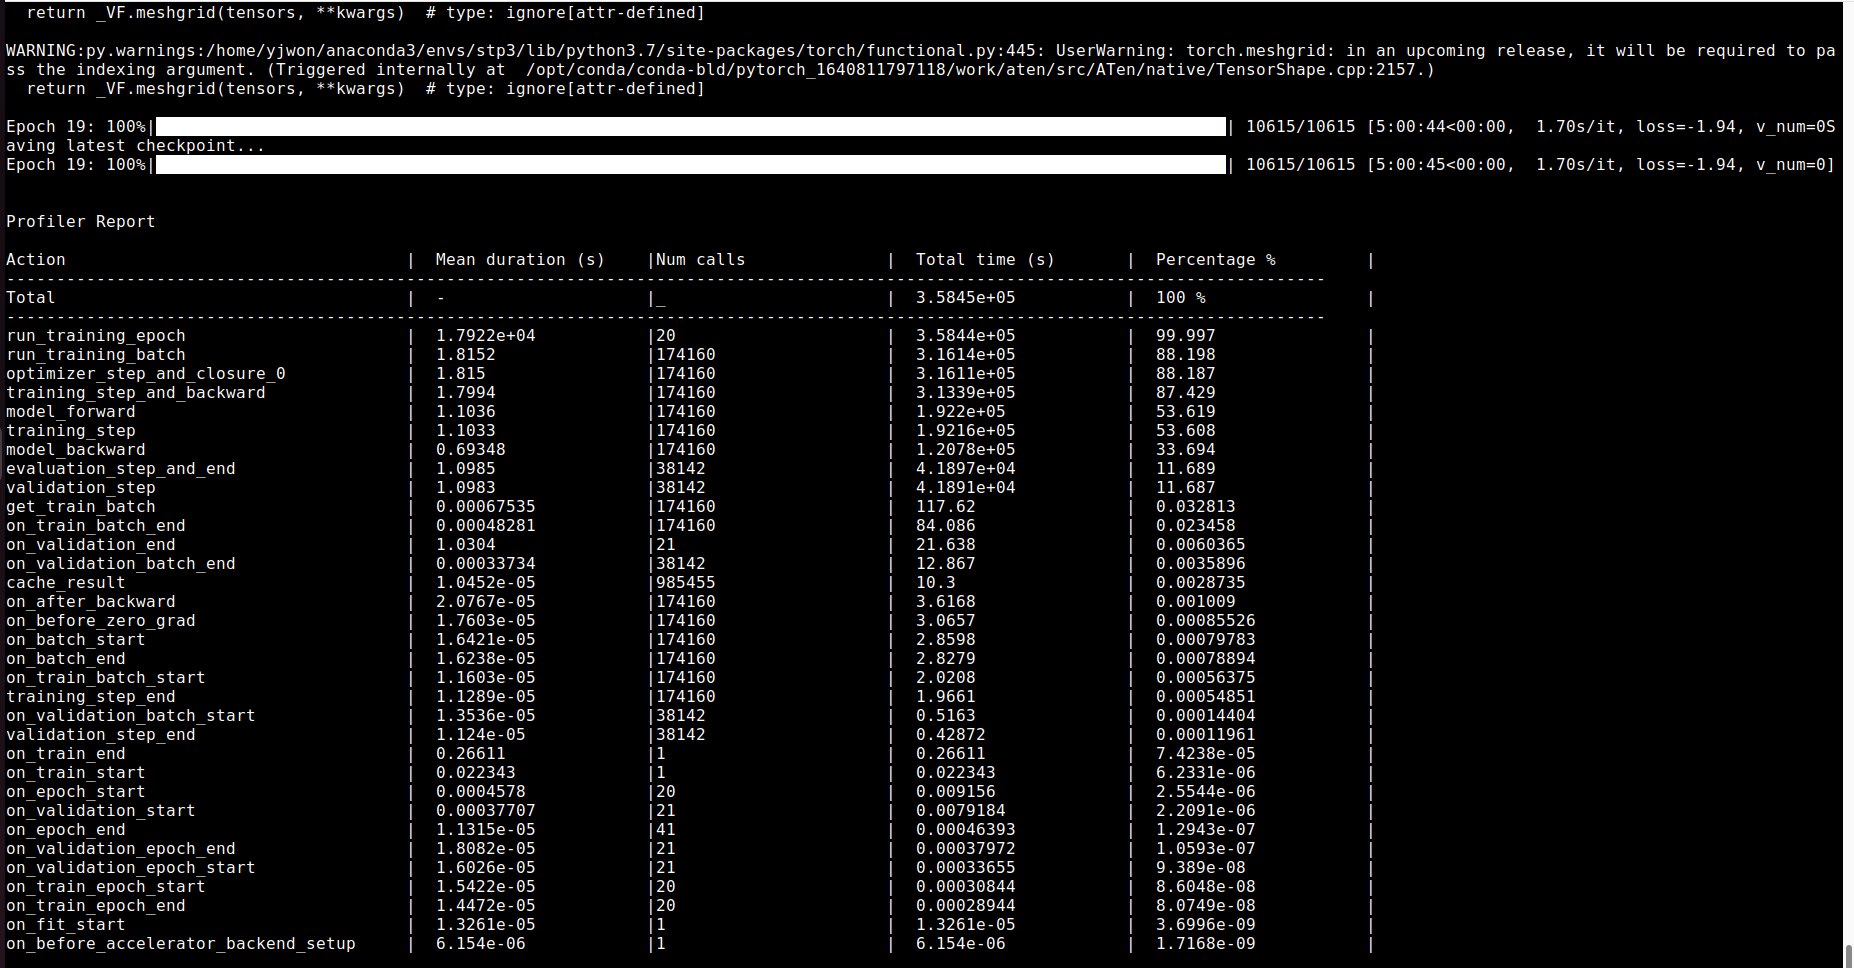 return _VF.meshgrid(tensors, **kwargs)  # type: ignore[attr-defined]
WARNING:py.warnings:/home/yjwon/anaconda3/envs/stp3/lib/python3.7/site-packages/torch/functional.py:445: UserWarning: torch.meshgrid: in an upcoming release, it will be required to pa
ss the indexing argument. (Triggered internally at  /opt/conda/conda-bld/pytorch_1640811797118/work/aten/src/ATen/native/TensorShape.cpp:2157.)
  return _VF.meshgrid(tensors, **kwargs)  # type: ignore[attr-defined]
Epoch 19: 100%| | 10615/10615 [5:00:44<00:00,  1.70s/it, loss=-1.94, v_num=0S
aving latest checkpoint...
Epoch 19: 100%| | 10615/10615 [5:00:45<00:00,  1.70s/it, loss=-1.94, v_num=0]
Profiler Report
Action | Mean duration (s) |Num calls | Total time (s) | Percentage % |
------------------------------------------------------------------------------------------------------------------------------------
Total | - |_ | 3.5845e+05 | 100 % |
------------------------------------------------------------------------------------------------------------------------------------
run_training_epoch | 1.7922e+04 |20 | 3.5844e+05 | 99.997 |
run_training_batch | 1.8152 |174160 | 3.1614e+05 | 88.198 |
optimizer_step_and_closure_0 | 1.815 |174160 | 3.1611e+05 | 88.187 |
training_step_and_backward | 1.7994 |174160 | 3.1339e+05 | 87.429 |
model_forward | 1.1036 |174160 | 1.922e+05 | 53.619 |
training_step | 1.1033 |174160 | 1.9216e+05 | 53.608 |
model_backward | 0.69348 |174160 | 1.2078e+05 | 33.694 |
evaluation_step_and_end | 1.0985 |38142 | 4.1897e+04 | 11.689 |
validation_step | 1.0983 |38142 | 4.1891e+04 | 11.687 |
get_train_batch | 0.00067535 |174160 | 117.62 | 0.032813 |
on_train_batch_end | 0.00048281 |174160 | 84.086 | 0.023458 |
on_validation_end | 1.0304 |21 | 21.638 | 0.0060365 |
on_validation_batch_end | 0.00033734 |38142 | 12.867 | 0.0035896 |
cache_result | 1.0452e-05 |985455 | 10.3 | 0.0028735 |
on_after_backward | 2.0767e-05 |174160 | 3.6168 | 0.001009 |
on_before_zero_grad | 1.7603e-05 |174160 | 3.0657 | 0.00085526 |
on_batch_start | 1.6421e-05 |174160 | 2.8598 | 0.00079783 |
on_batch_end | 1.6238e-05 |174160 | 2.8279 | 0.00078894 |
on_train_batch_start | 1.1603e-05 |174160 | 2.0208 | 0.00056375 |
training_step_end | 1.1289e-05 |174160 | 1.9661 | 0.00054851 |
on_validation_batch_start | 1.3536e-05 |38142 | 0.5163 | 0.00014404 |
validation_step_end | 1.124e-05 |38142 | 0.42872 | 0.00011961 |
on_train_end | 0.26611 |1 | 0.26611 | 7.4238e-05 |
on_train_start | 0.022343 |1 | 0.022343 | 6.2331e-06 |
on_epoch_start | 0.0004578 |20 | 0.009156 | 2.5544e-06 |
on_validation_start | 0.00037707 |21 | 0.0079184 | 2.2091e-06 |
on_epoch_end | 1.1315e-05 |41 | 0.00046393 | 1.2943e-07 |
on_validation_epoch_end | 1.8082e-05 |21 | 0.00037972 | 1.0593e-07 |
on_validation_epoch_start | 1.6026e-05 |21 | 0.00033655 | 9.389e-08 |
on_train_epoch_start | 1.5422e-05 |20 | 0.00030844 | 8.6048e-08 |
on_train_epoch_end | 1.4472e-05 |20 | 0.00028944 | 8.0749e-08 |
on_fit_start | 1.3261e-05 |1 | 1.3261e-05 | 3.6996e-09 |
on_before_accelerator_backend_setup | 6.154e-06 |1 | 6.154e-06 | 1.7168e-09 |